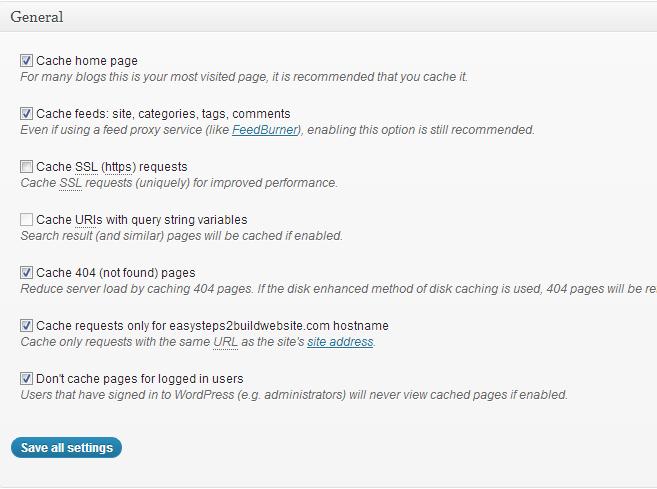 General
Cache home page
For many blogs this is your most visited page, it is recommended that you cache it.
Cache feeds: site, categories, tags, comments
Even if using a feed proxy service (like FeedBurner), enabling this option is still recommended.
Cache SSL (https) requests
Cache SSL requests (uniquely) for improved performance.
Cache URIs with query string variables
Search result (and similar) pages will be cached if enabled.
Cache 404 (not found) pages
Reduce server load by caching 404 pages. If the disk enhanced method of disk caching is used, 404 pages will be re
Cache requests only for easysteps2buildwebsite.com hostname
Cache only requests with the same URL as the site's site address.
Don't cache pages for logged in users
Users that have signed in to WordPress (e.g. administrators) will never view cached pages if enabled.
Save all settings